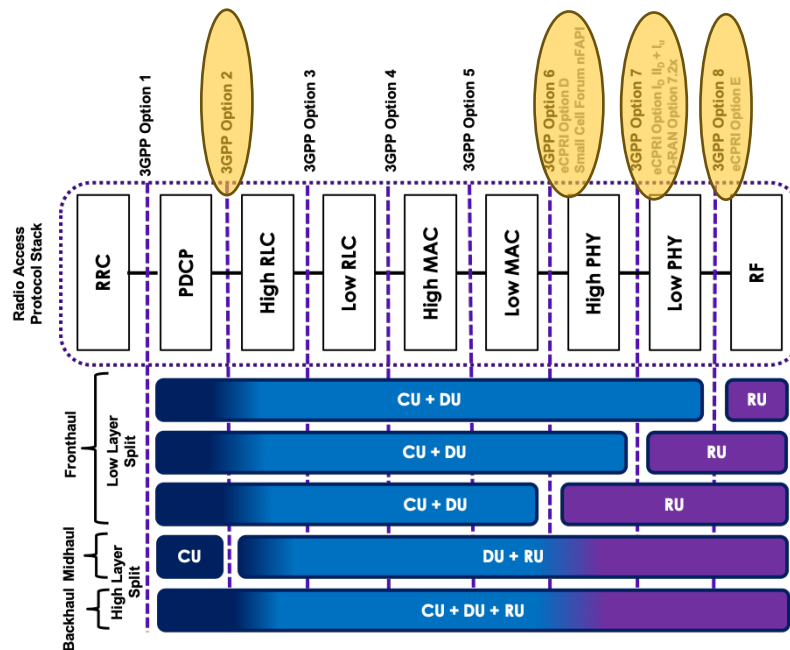 3GPP Option 1
3GPP Option 2
3GPP Option 3
3GPP Option 4
3GPP Option 5
3GPP Option 6
eCPRI Option D
Small Cell Forum nFAPI
3GPP Option 7
eCPRI Option I_D II_D + I_U
O-RAN Option 7.2x
3GPP Option 8
eCPRI Option E
Radio Access
Protocol Stack
RRC
PDCP
High RLC
Low RLC
High MAC
Low MAC
High PHY
Low PHY
RF
Fronthaul
Low Layer
Split
CU + DU
RU
CU + DU
RU
CU + DU
RU
Midhaul
High Layer
Split
CU
DU + RU
Backhaul
CU + DU + RU